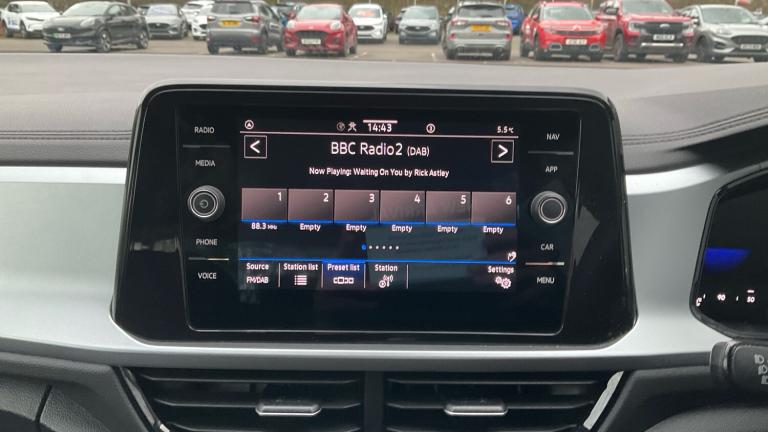 RADIO
MEDIA
PHONE
VOICE
14:43
5.5°C
BBC Radio2 (DAB)
Now Playing: Waiting On You by Rick Astley
1 2 3 4 5 6
88.3 MHz Empty Empty Empty Empty Empty
Source Station list Preset list Station Settings
FM/DAB
NAV
APP
CAR
MENU
90 50